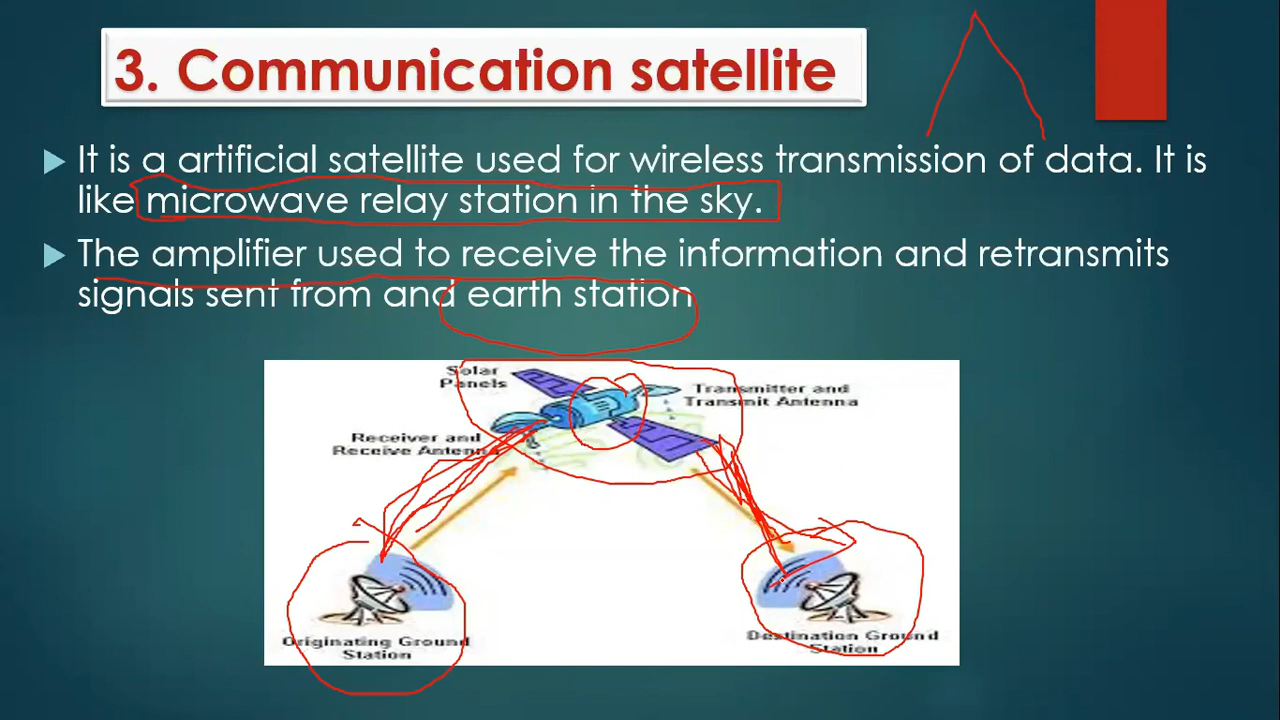 3. Communication satellite
It is a artificial satellite used for wireless transmission of data. It is
like microwave relay station in the sky.
The amplifier used to receive the information and retransmits
signals sent from and earth station
Solar
Panels
Transmitter and
Transmit Antenna
Receiver and
Receive Antenna
Originating Ground
Station
Destination Ground
Station